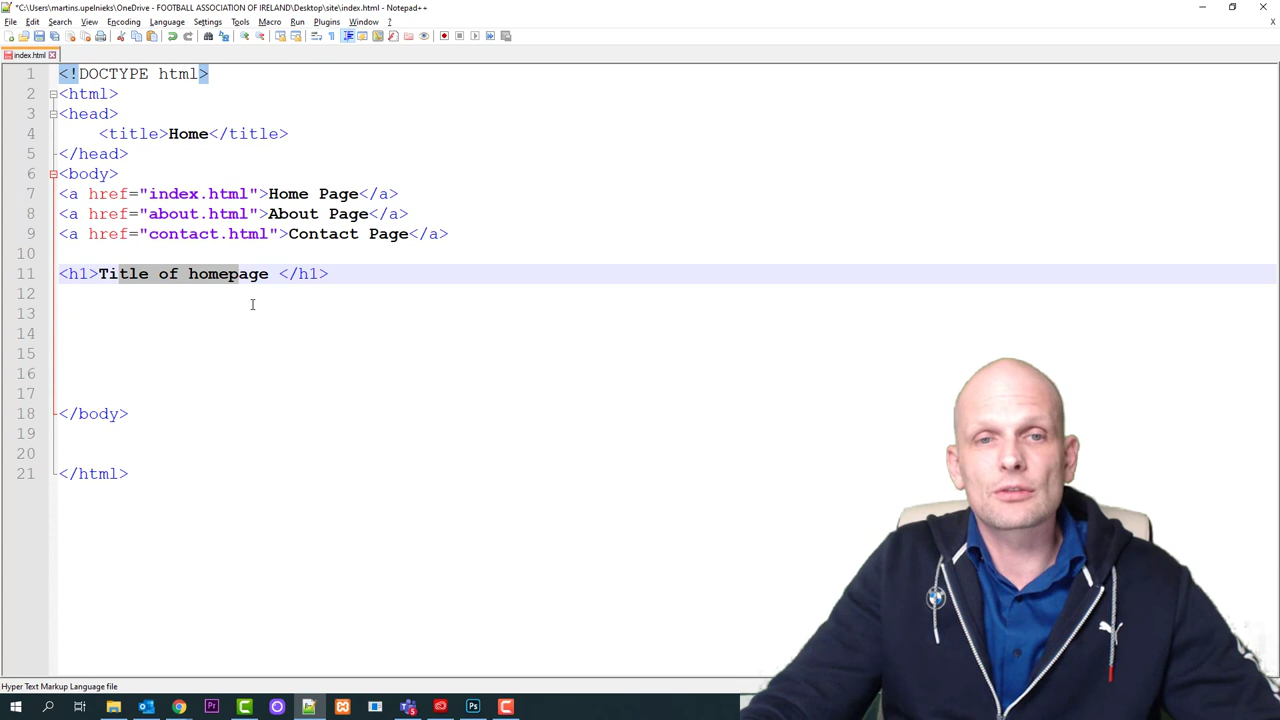 *C:\Users\martins.upelnieks\OneDrive - FOOTBALL ASSOCIATION OF IRELAND\Desktop\site\index.html - Notepad++
File Edit Search View Encoding Language Settings Tools Macro Run Plugins Window ? X
index.html
1 <!DOCTYPE html>
2 <html>
3 <head>
4 <title>Home</title>
5 </head>
6 <body>
7 <a href="index.html">Home Page</a>
8 <a href="about.html">About Page</a>
9 <a href="contact.html">Contact Page</a>
10
11 <h1>Title of homepage </h1>
12
13
14
15
16
17
18 </body>
19
20
21 </html>
Hyper Text Markup Language file
Pr Ps